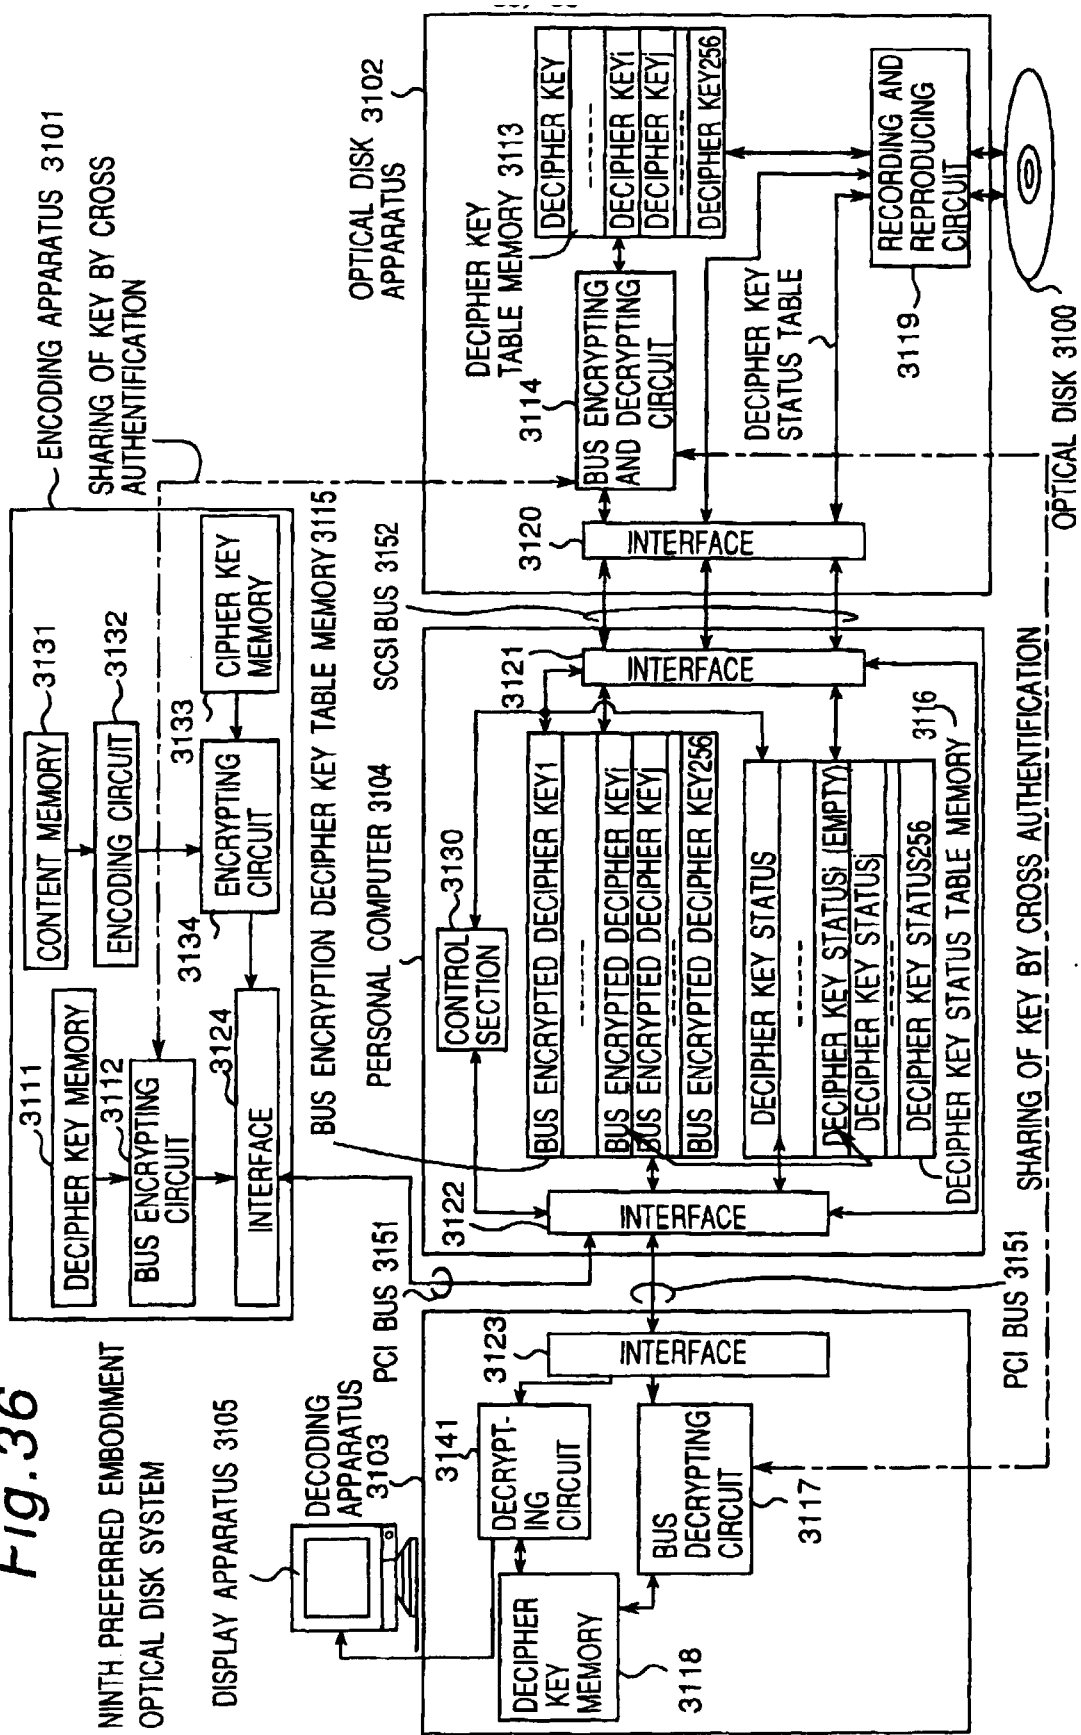 Fig.36
NINTH PREFERRED EMBODIMENT
OPTICAL DISK SYSTEM
ENCODING APPARATUS 3101
SHARING OF KEY BY CROSS
AUTHENTIFICATION
3111
DECIPHER KEY MEMORY
3112
BUS ENCRYPTING
CIRCUIT
3124
INTERFACE
CONTENT MEMORY
3131
ENCODING CIRCUIT
3132
3133
CIPHER KEY
MEMORY
3134
ENCRYPTING
CIRCUIT
DISPLAY APPARATUS 3105
DECODING
APPARATUS
3103
3141
DECRYPT-
ING
CIRCUIT
3123
INTERFACE
DECIPHER
KEY
MEMORY
3118
BUS
DECRYPTING
CIRCUIT
3117
PCI BUS 3151
PCI BUS 3151
BUS ENCRYPTION DECIPHER KEY TABLE MEMORY 3115
PERSONAL COMPUTER 3104
3130
CONTROL
SECTION
3122
INTERFACE
3121
INTERFACE
BUS ENCRYPTED DECIPHER KEY1
BUS ENCRYPTED DECIPHER KEYi
BUS ENCRYPTED DECIPHER KEYj
BUS ENCRYPTED DECIPHER KEY256
DECIPHER KEY STATUS
DECIPHER KEY STATUSi (EMPTY)
DECIPHER KEY STATUSj
DECIPHER KEY STATUS256
3116
DECIPHER KEY STATUS TABLE MEMORY
SCSI BUS 3152
OPTICAL DISK
APPARATUS 3102
3120
INTERFACE
3114
BUS ENCRYPTING
AND DECRYPTING
CIRCUIT
DECIPHER KEY
TABLE MEMORY 3113
DECIPHER KEY
DECIPHER KEYi
DECIPHER KEYj
DECIPHER KEY256
DECIPHER KEY
STATUS TABLE
3119
RECORDING AND
REPRODUCING
CIRCUIT
OPTICAL DISK 3100
SHARING OF KEY BY CROSS AUTHENTIFICATION